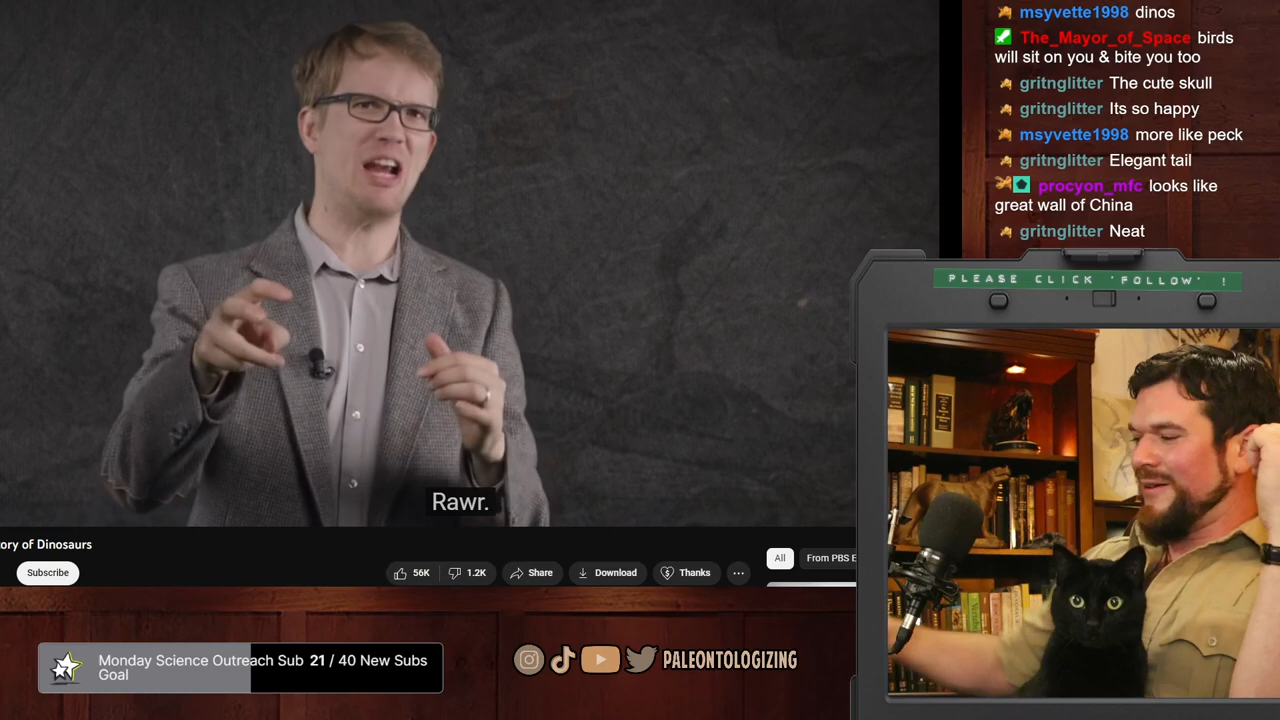 msyvette1998 dinos
The_Mayor_of_Space birds
will sit on you & bite you too
gritnglitter The cute skull
gritnglitter Its so happy
msyvette1998 more like peck
gritnglitter Elegant tail
procyon_mfc looks like
great wall of China
gritnglitter Neat
PLEASE CLICK 'FOLLOW' !
Rawr.
ory of Dinosaurs
Subscribe
56K
1.2K
Share
Download
Thanks
...
All
From PBS E
Monday Science Outreach Sub 21 / 40 New Subs
Goal
PALEONTOLOGIZING